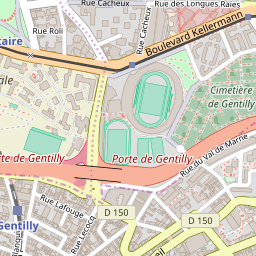 Rue Cacheux
Rue des Longues Raies
Boulevard Kellermann
Rue Roli
Rue Cacheux
taire
Cimetière
de Gentilly
ale
Porte de Gentilly
rte de Gentilly
Rue du Val de Marne
D 150
Gentilly
Rue Lafouge
Rue Lecocq
D 150
D 150